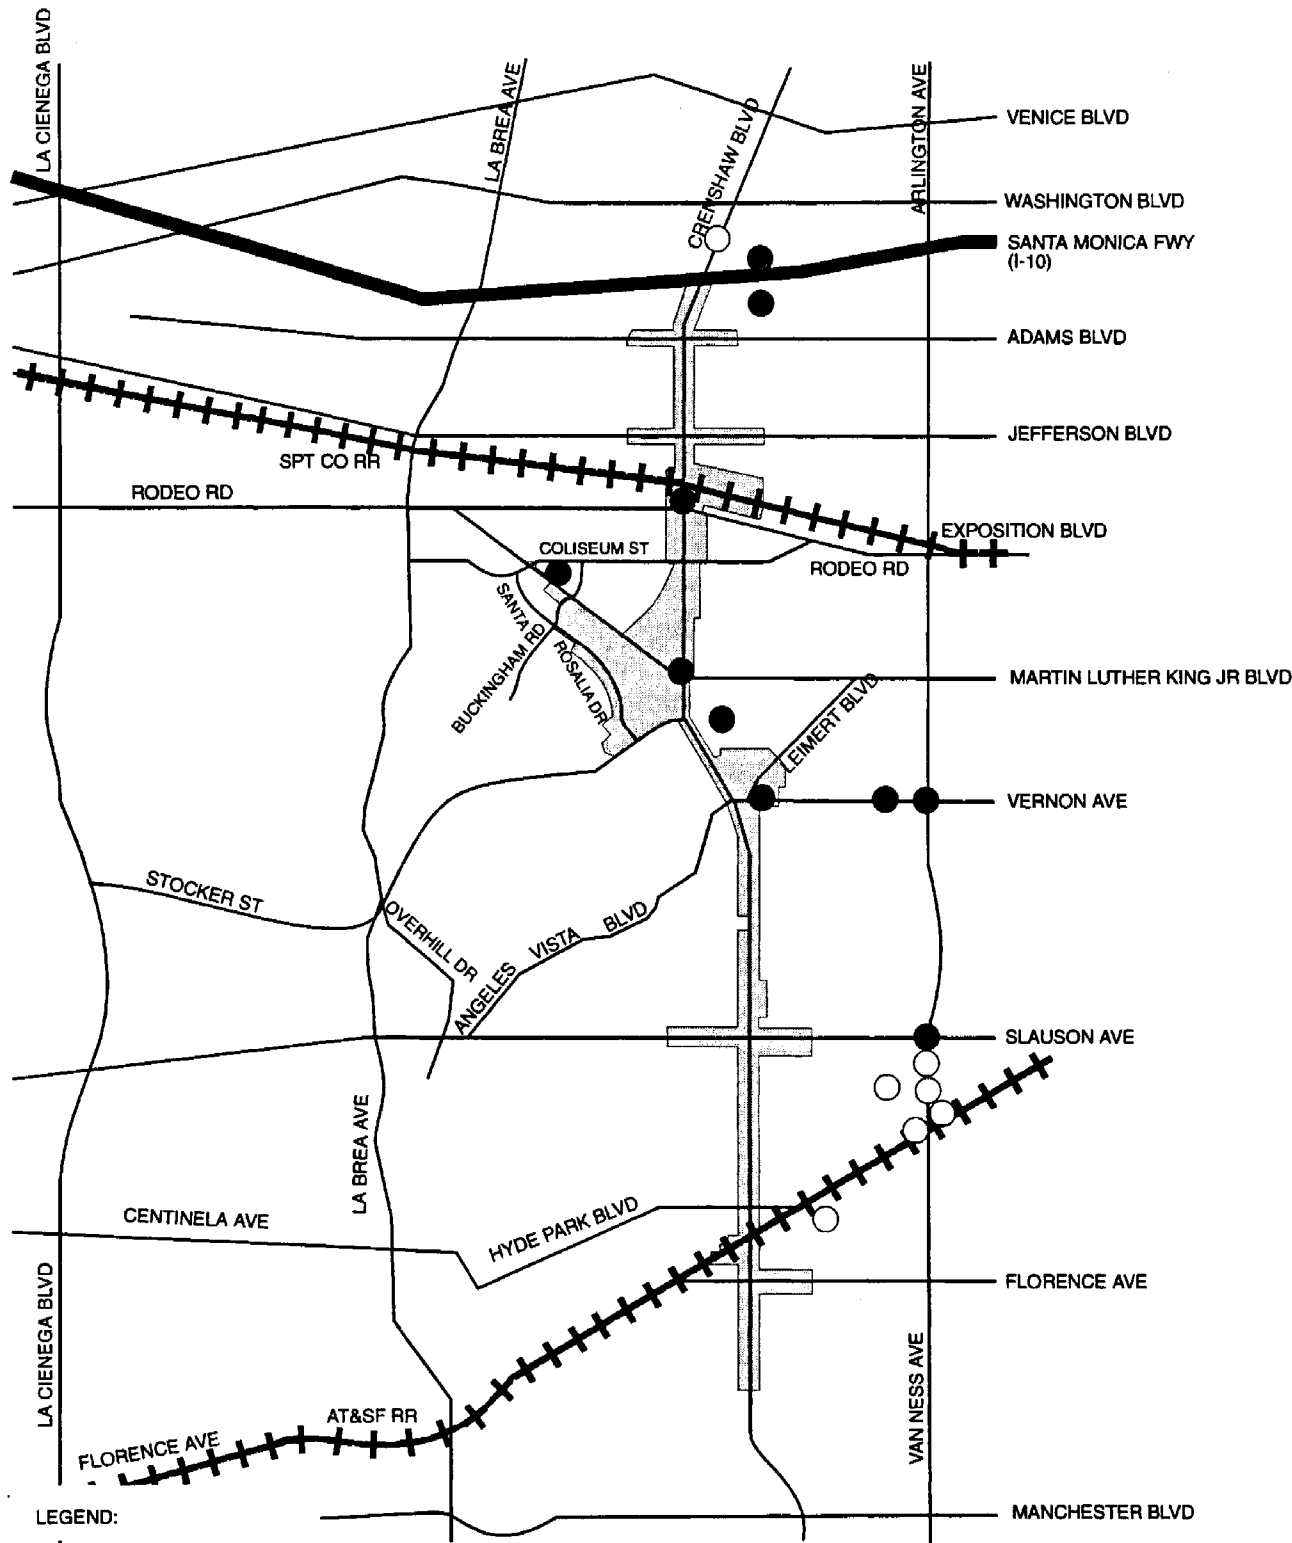 LA CIENEGA BLVD
LA BREA AVE
CRENSHAW BLVD
ARLINGTON AVE
VENICE BLVD
WASHINGTON BLVD
SANTA MONICA FWY
(I-10)
ADAMS BLVD
JEFFERSON BLVD
SPT CO RR
RODEO RD
EXPOSITION BLVD
COLISEUM ST
RODEO RD
SANTA
ROSALIA DR
BUCKINGHAM RD
MARTIN LUTHER KING JR BLVD
LEIMERT BLVD
VERNON AVE
STOCKER ST
OVERHILL DR
ANGELES
VISTA
BLVD
SLAUSON AVE
LA BREA AVE
CENTINELA AVE
HYDE PARK BLVD
FLORENCE AVE
LA CIENEGA BLVD
VAN NESS AVE
AT&SF RR
FLORENCE AVE
LEGEND:
MANCHESTER BLVD